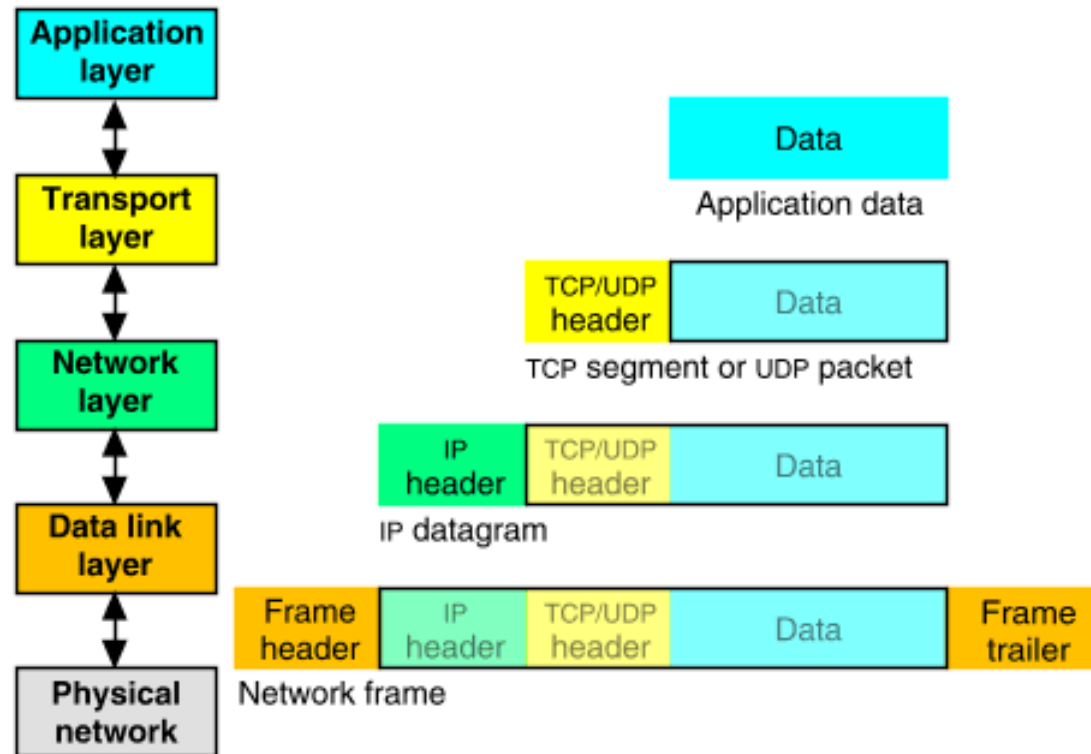 Application
layer
Transport
layer
Network
layer
Data link
layer
Physical
network
Data
Application data
TCP/UDP
header
Data
TCP segment or UDP packet
IP
header
TCP/UDP
header
Data
IP datagram
Frame
header
IP
header
TCP/UDP
header
Data
Frame
trailer
Network frame